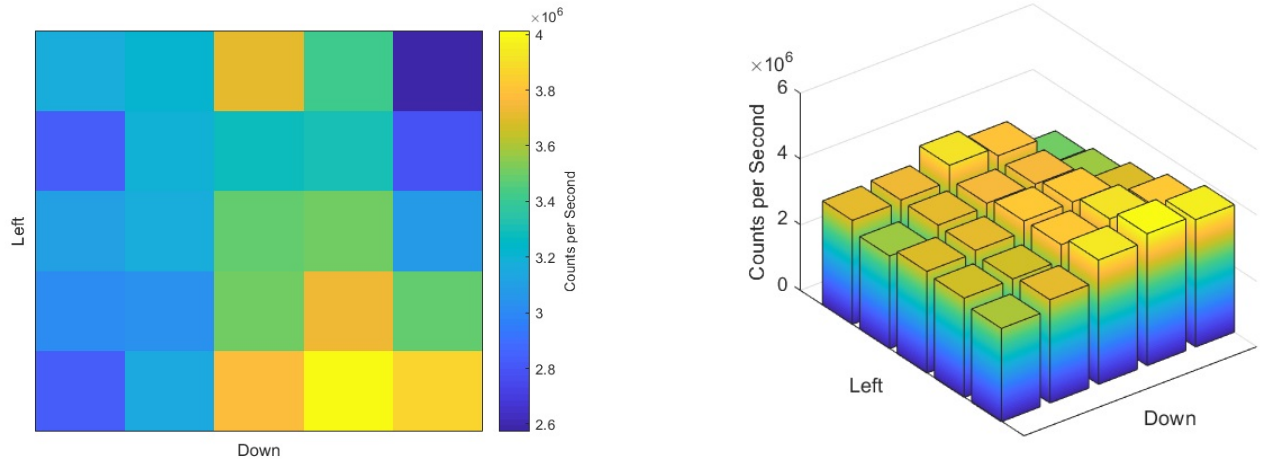 ×10⁶
4
3.8
3.6
3.4
3.2
3
2.8
2.6
Counts per Second
Left
Down
×10⁶
6
4
2
0
Counts per Second
Left
Down